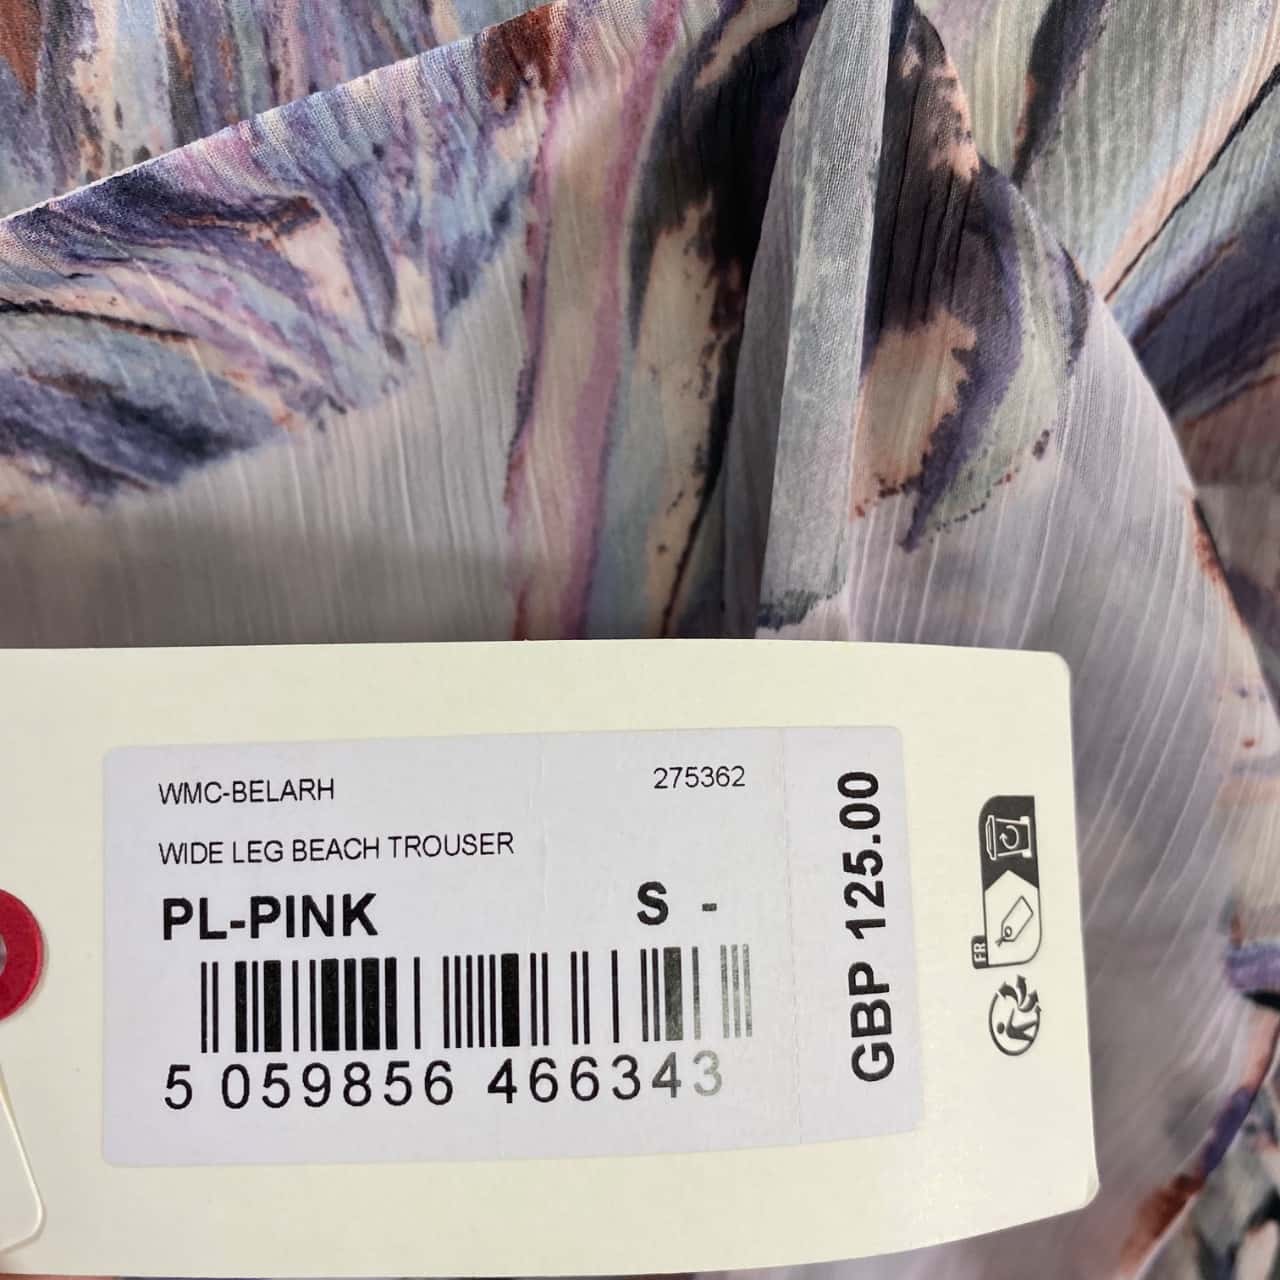 WMC-BELARH 275362
WIDE LEG BEACH TROUSER
PL-PINK S -
5 059856 466343
GBP 125.00
FR